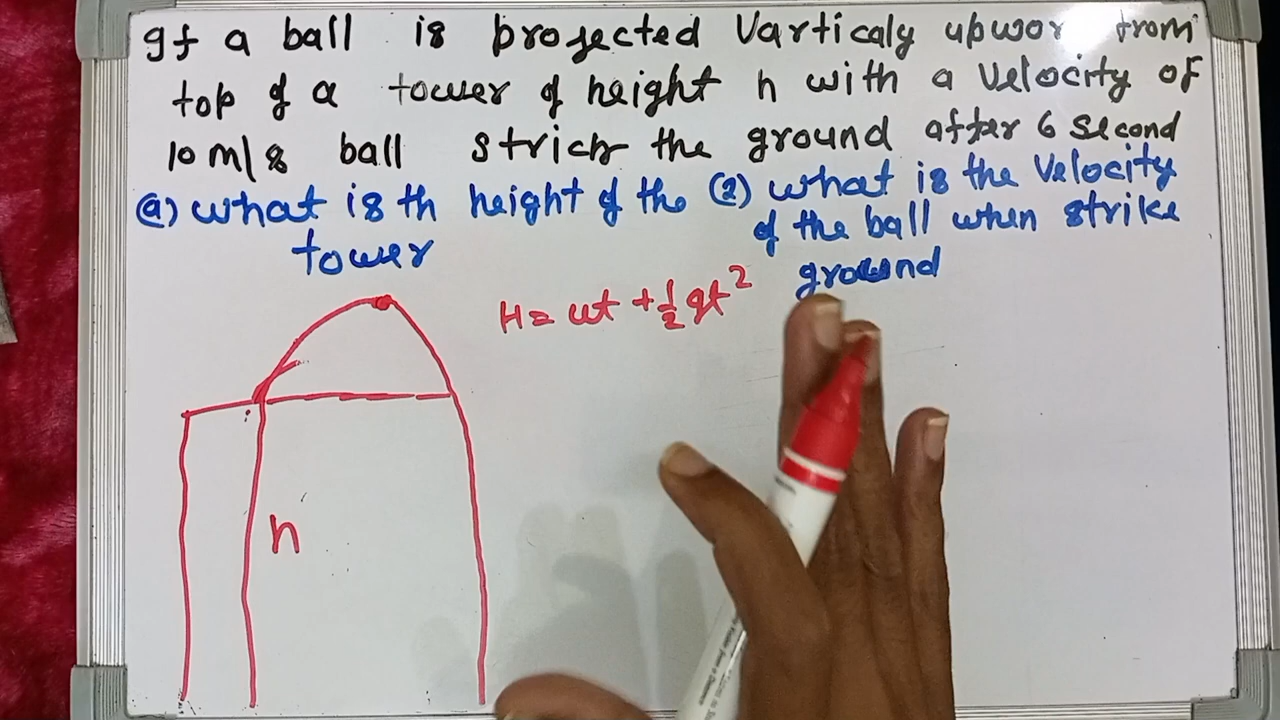 If a ball is projected Varticaly upwor from
top of a tower of height h with a velocity of
10 m/s ball strick the ground after 6 second
(a) what is th height of the tower
(2) what is the velocity of the ball when strike ground
H = ut + 1/2 gt²
h